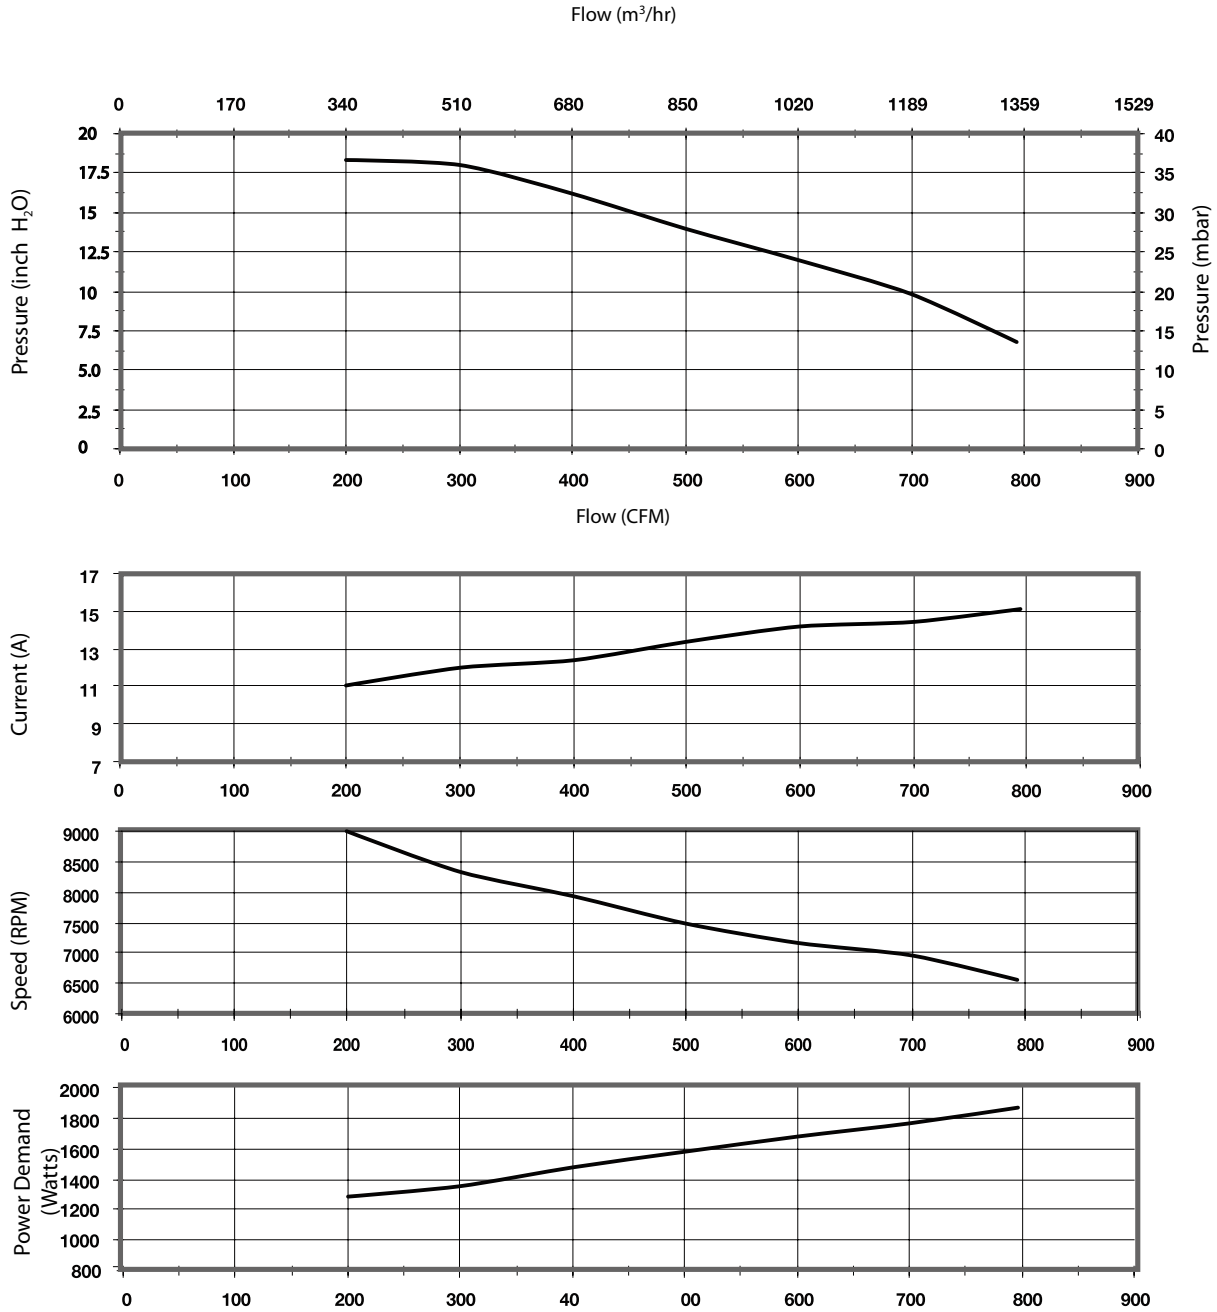 Flow (m³/hr)
0 170 340 510 680 850 1020 1189 1359 1529
20 40
17.5 35
15 30
12.5 25
10 20
7.5 15
5.0 10
2.5 5
0 0
Pressure (inch H₂O)
Pressure (mbar)
0 100 200 300 400 500 600 700 800 900
Flow (CFM)
Current (A)
17
15
13
11
9
7
0 100 200 300 400 500 600 700 800 900
Speed (RPM)
9000
8500
8000
7500
7000
6500
6000
0 100 200 300 400 500 600 700 800 900
Power Demand
(Watts)
2000
1800
1600
1400
1200
1000
800
0 100 200 300 40 00 600 700 800 900